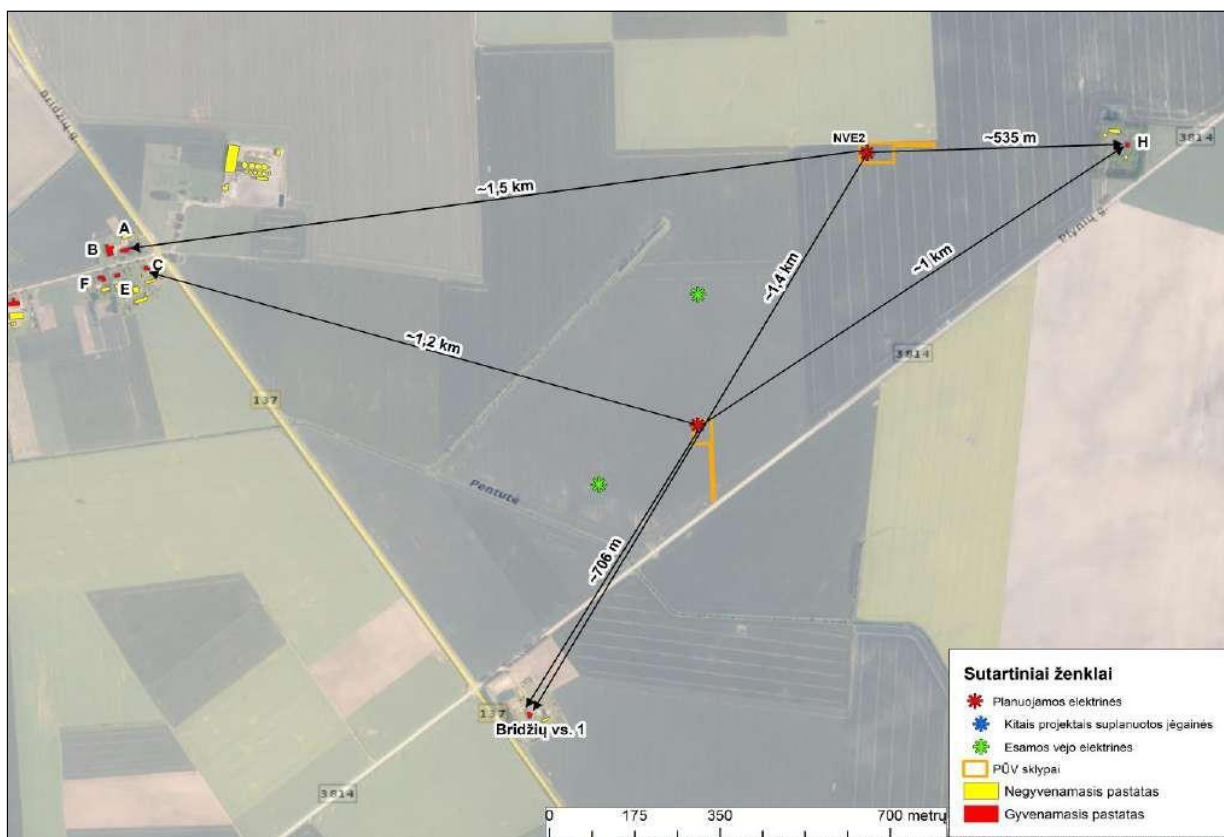 Bridžių g.
NVE2
~535 m
H
3814
~1,5 km
Plynių g.
A
B
C
F
E
~1,4 km
~1 km
~1,2 km
3814
137
Pentutė
~706 m
137
Bridžių vs. 1
3814
0 175 350 700 metrų
Sutartiniai ženklai
Planuojamos elektrinės
Kitais projektais suplanuotos jėgainės
Esamos vėjo elektrinės
PŪV sklypai
Negyvenamasis pastatas
Gyvenamasis pastatas